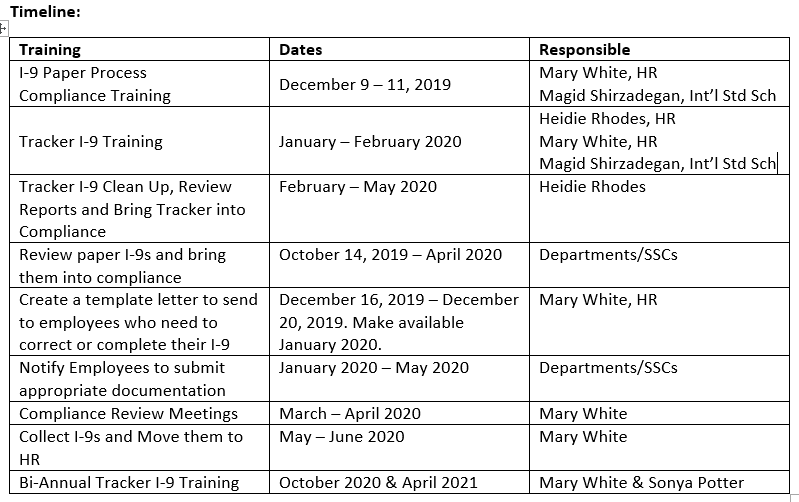 Timeline:
Training Dates Responsible
I-9 Paper Process
Compliance Training
December 9 – 11, 2019
Mary White, HR
Magid Shirzadegan, Int’l Std Sch
Tracker I-9 Training
January – February 2020
Heidie Rhodes, HR
Mary White, HR
Magid Shirzadegan, Int’l Std Sch
Tracker I-9 Clean Up, Review
Reports and Bring Tracker into
Compliance
February – May 2020
Heidie Rhodes
Review paper I-9s and bring
them into compliance
October 14, 2019 – April 2020
Departments/SSCs
Create a template letter to send
to employees who need to
correct or complete their I-9
December 16, 2019 – December
20, 2019. Make available
January 2020.
Mary White, HR
Notify Employees to submit
appropriate documentation
January 2020 – May 2020
Departments/SSCs
Compliance Review Meetings
March – April 2020
Mary White
Collect I-9s and Move them to
HR
May – June 2020
Mary White
Bi-Annual Tracker I-9 Training
October 2020 & April 2021
Mary White & Sonya Potter